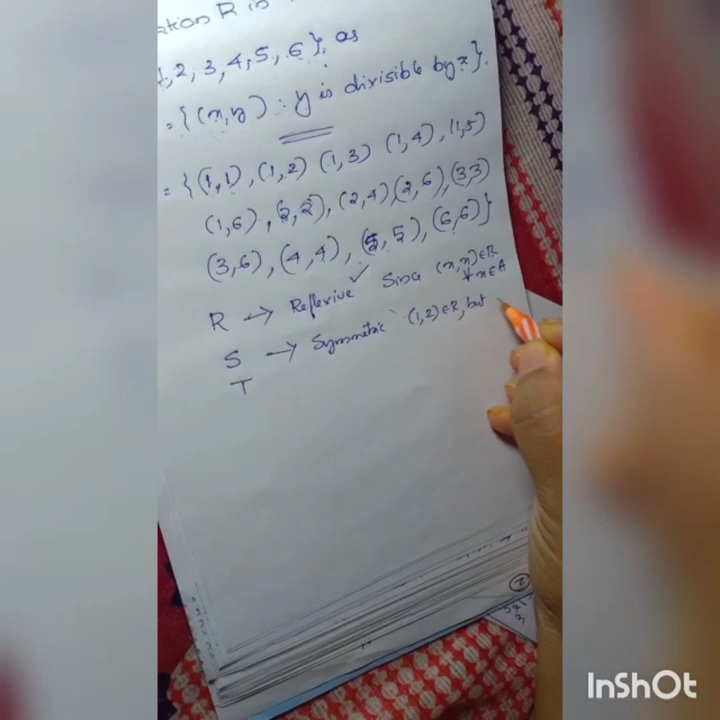 ation R in
1, 2, 3, 4, 5, 6}, as
= {(x, y) : y is divisible by x}.
= {(1,1), (1,2) (1,3) (1,4), (1,5)
(1,6), (2,2), (2,4) (2,6), (3,3)
(3,6), (4,4), (5,5), (6,6)}
R → Reflexive ✓ Since (x,x) ∈ R
∀ x ∈ A
S → Symmetric (1,2) ∈ R, but
T
2
InShOt